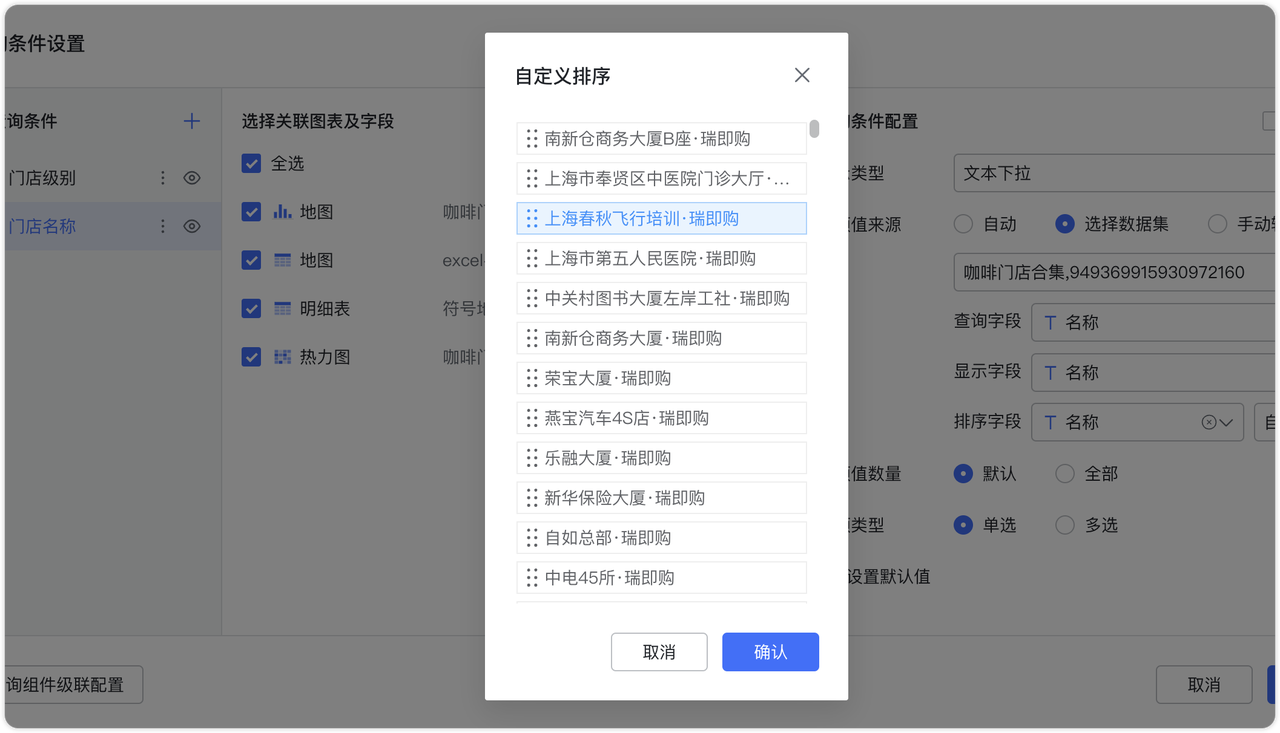 条件设置
询条件
门店级别
门店名称
选择关联图表及字段
全选
地图 咖啡门
地图 excel-
明细表 符号地
热力图 咖啡门
自定义排序
南新仓商务大厦B座·瑞即购
上海市奉贤区中医院门诊大厅·...
上海春秋飞行培训·瑞即购
上海市第五人民医院·瑞即购
中关村图书大厦左岸工社·瑞即购
南新仓商务大厦·瑞即购
荣宝大厦·瑞即购
燕宝汽车4S店·瑞即购
乐融大厦·瑞即购
新华保险大厦·瑞即购
自如总部·瑞即购
中电45所·瑞即购
取消
确认
条件配置
类型 文本下拉
值来源 自动 选择数据集 手动输
咖啡门店合集,949369915930972160
查询字段 T 名称
显示字段 T 名称
排序字段 T 名称 自
值数量 默认 全部
类型 单选 多选
设置默认值
询组件级联配置
取消